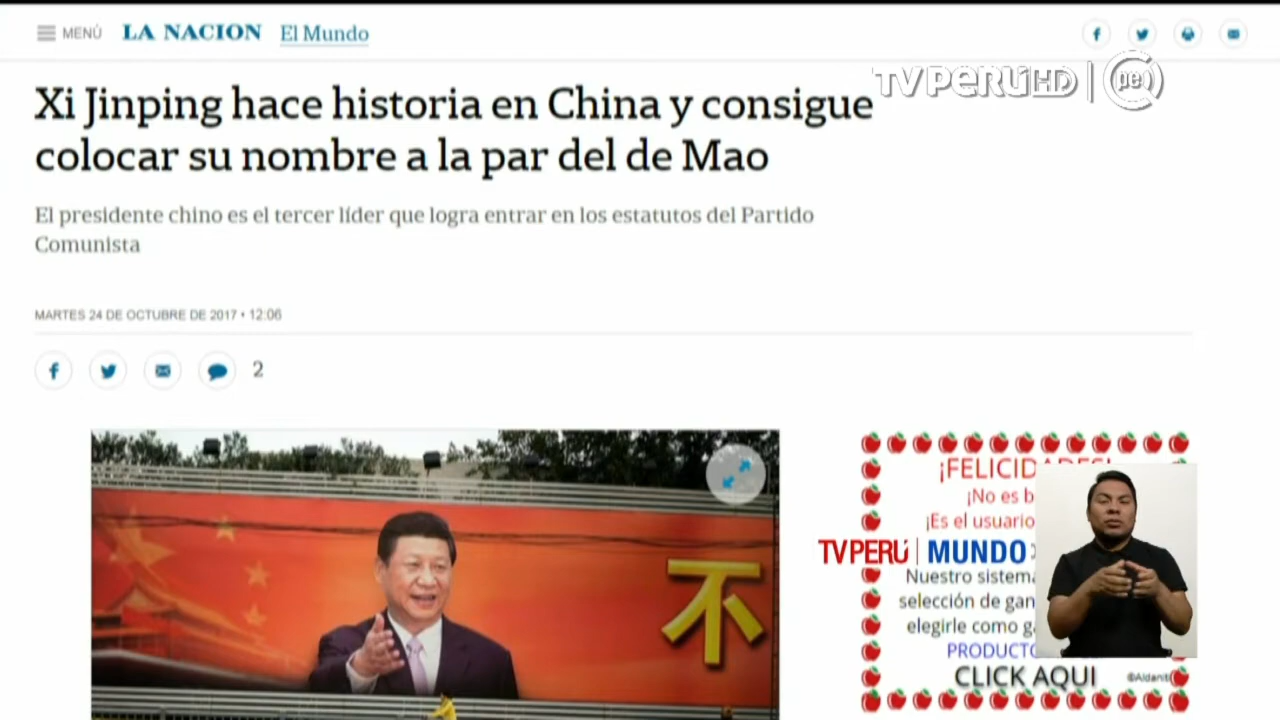 MENÚ LA NACION El Mundo
TVPERÚ HD pe
Xi Jinping hace historia en China y consigue
colocar su nombre a la par del de Mao
El presidente chino es el tercer líder que logra entrar en los estatutos del Partido
Comunista
MARTES 24 DE OCTUBRE DE 2017 • 12:06
2
不
¡No es
¡Es el usuario
TVPERÚ MUNDO
Nuestro
selección de
elegirle como
CLICK AQUI